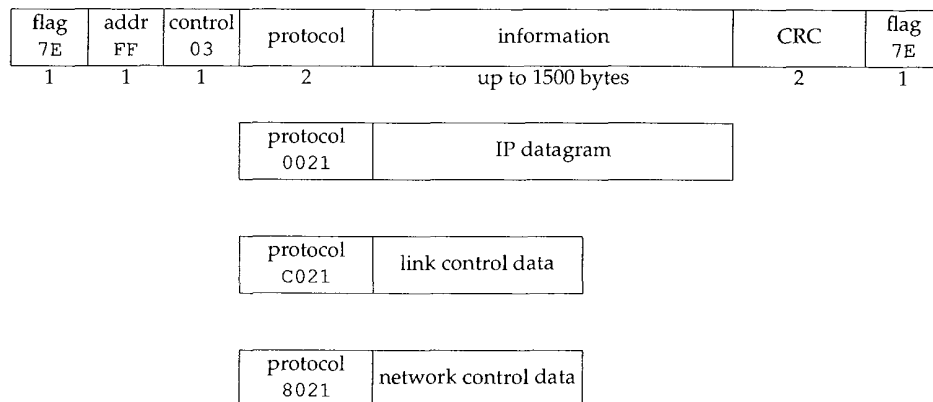 flag addr control protocol information CRC flag
7E FF 03 7E
1 1 1 2 up to 1500 bytes 2 1
protocol IP datagram
0021
protocol link control data
C021
protocol network control data
8021